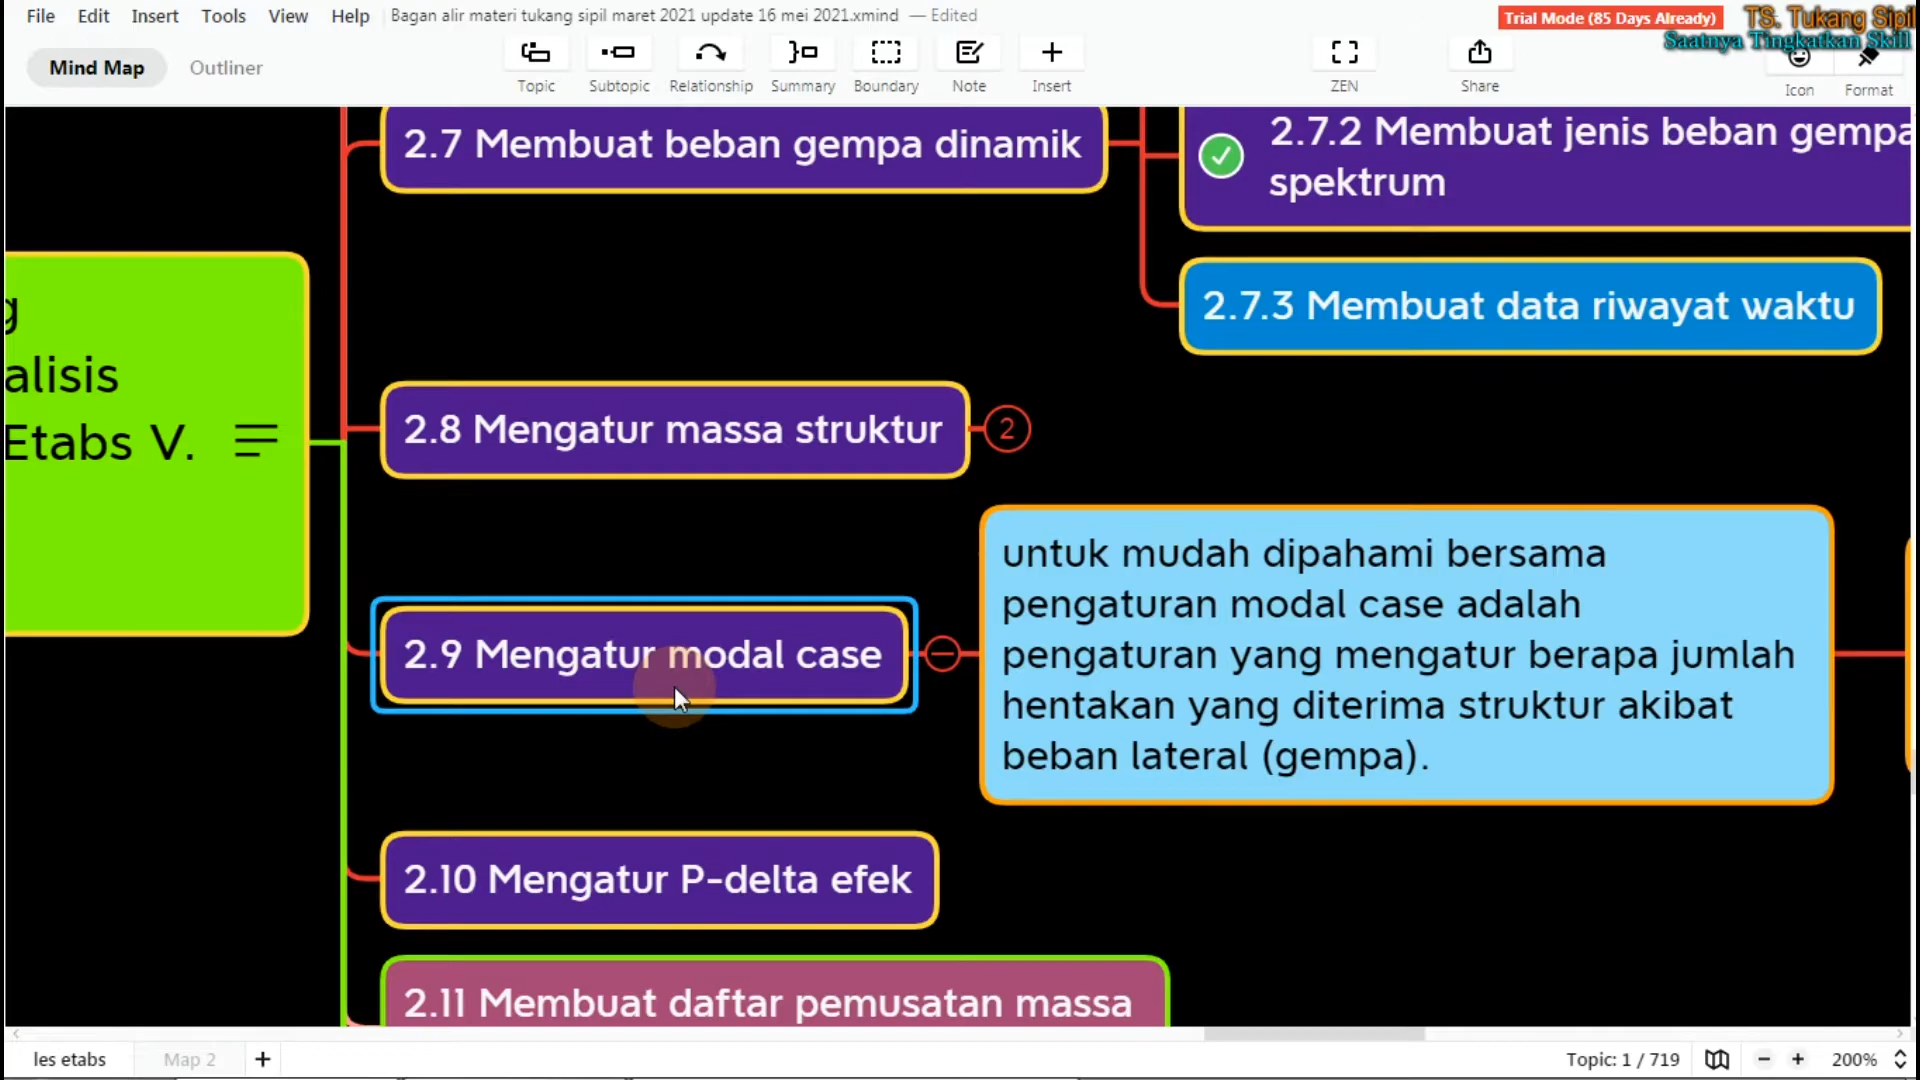 File Edit Insert Tools View Help Bagan alir materi tukang sipil maret 2021 update 16 mei 2021.xmind — Edited
Trial Mode (85 Days Already)
TS. Tukang Sipil
Saatnya Tingkatkan Skill
Mind Map Outliner
Topic Subtopic Relationship Summary Boundary Note Insert ZEN Share Icon Format
2.7 Membuat beban gempa dinamik
2.7.2 Membuat jenis beban gempa
spektrum
2.7.3 Membuat data riwayat waktu
g
alisis
Etabs V.
2.8 Mengatur massa struktur
2
2.9 Mengatur modal case
untuk mudah dipahami bersama
pengaturan modal case adalah
pengaturan yang mengatur berapa jumlah
hentakan yang diterima struktur akibat
beban lateral (gempa).
2.10 Mengatur P-delta efek
2.11 Membuat daftar pemusatan massa
les etabs Map 2
Topic: 1 / 719 200%